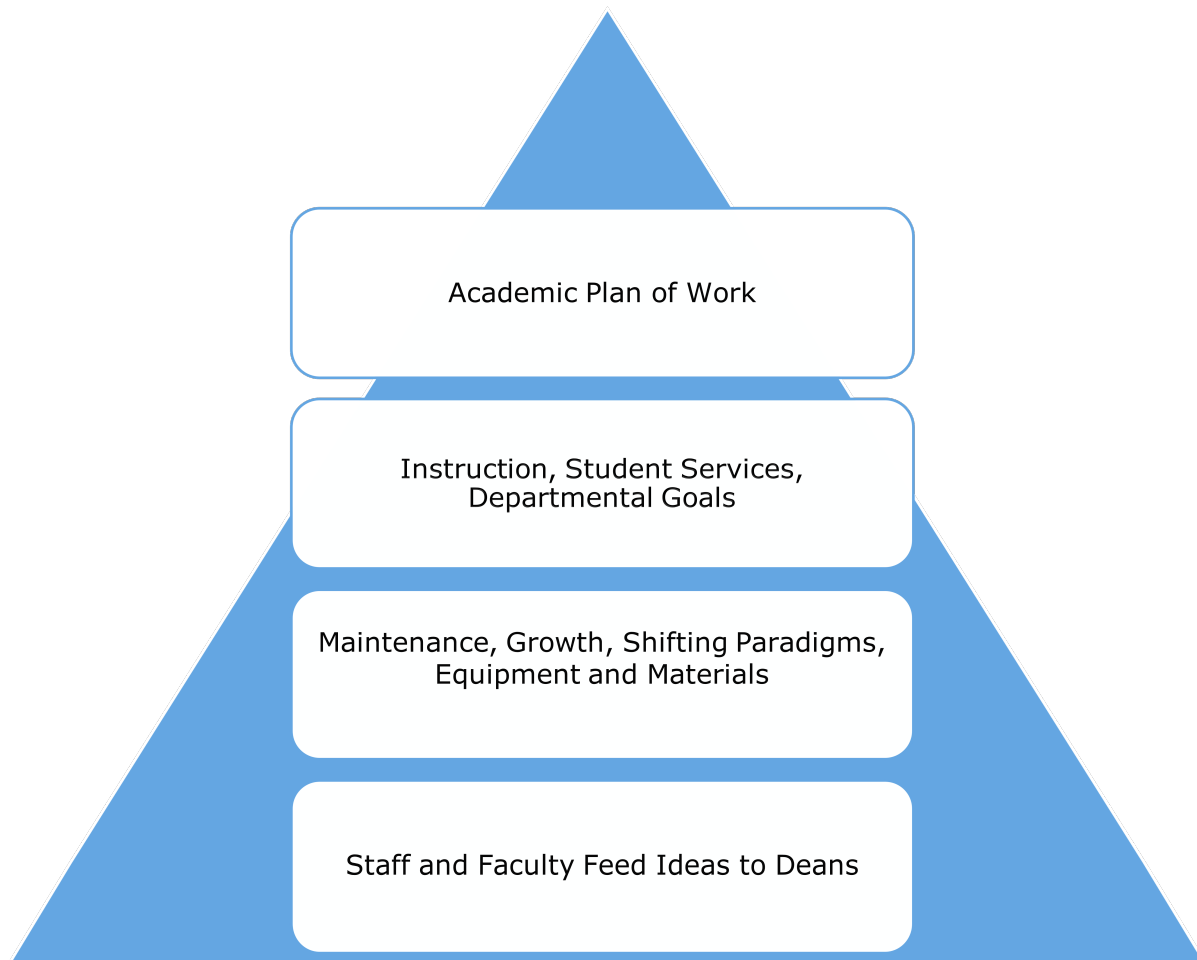 Academic Plan of Work
Instruction, Student Services,
Departmental Goals
Maintenance, Growth, Shifting Paradigms,
Equipment and Materials
Staff and Faculty Feed Ideas to Deans